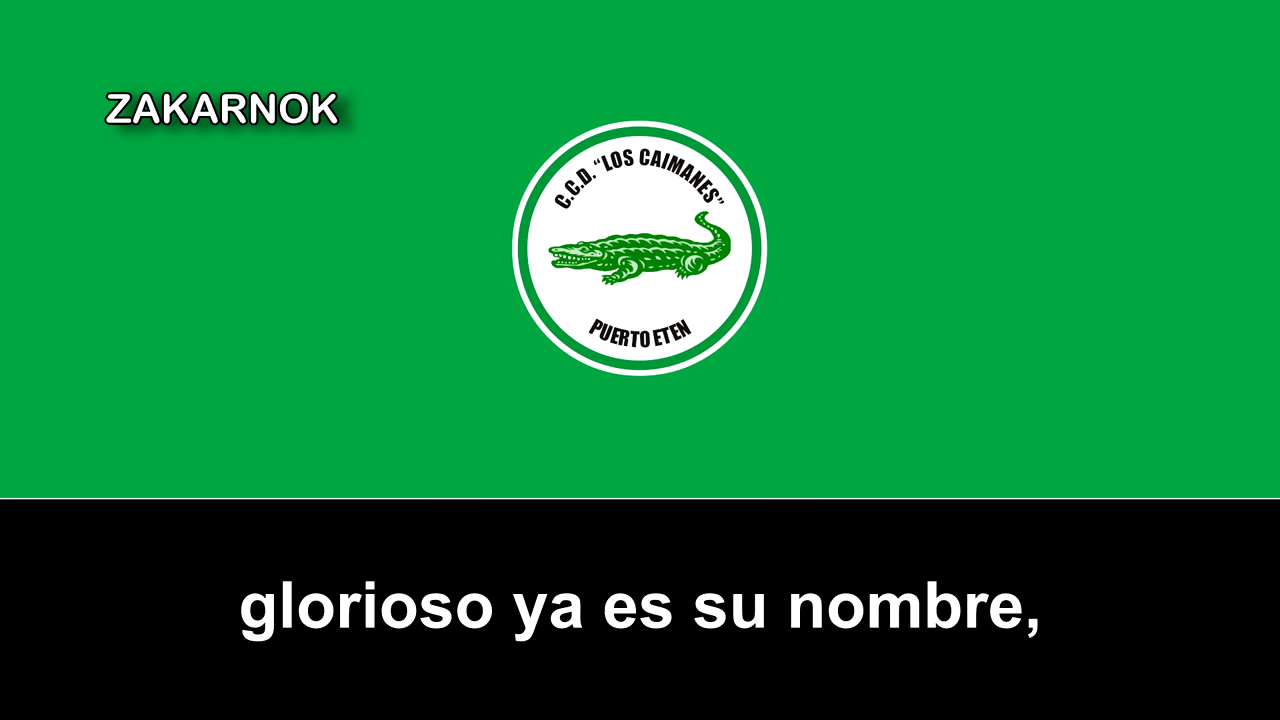 ZAKARNOK
C.C.D. “LOS CAIMANES”
PUERTO ETEN
glorioso ya es su nombre,